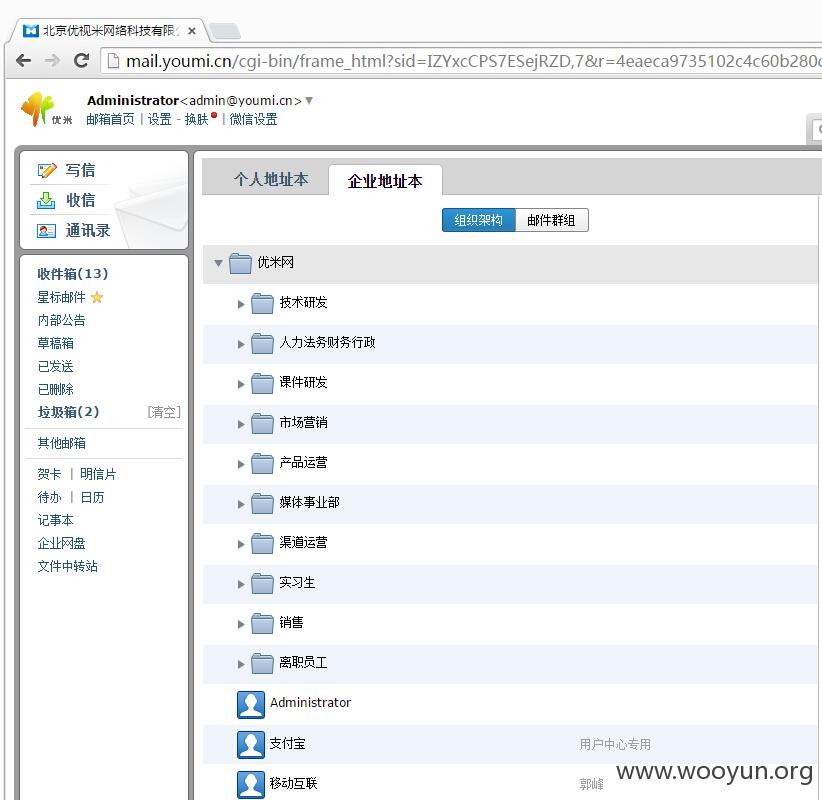 北京优视米网络科技有限
mail.youmi.cn/cgi-bin/frame_html?sid=IZYxcCPS7ESejRZD,7&r=4eaeca9735102c4c60b280
优米
Administrator<admin@youmi.cn>
邮箱首页 | 设置 - 换肤 | 微信设置
写信
收信
通讯录
个人地址本 企业地址本
组织架构 邮件群组
收件箱(13)
星标邮件
内部公告
草稿箱
已发送
已删除
垃圾箱(2) [清空]
其他邮箱
贺卡 | 明信片
待办 | 日历
记事本
企业网盘
文件中转站
优米网
技术研发
人力法务财务行政
课件研发
市场营销
产品运营
媒体事业部
渠道运营
实习生
销售
离职员工
Administrator
支付宝 用户中心专用
移动互联 郭峰
www.wooyun.org